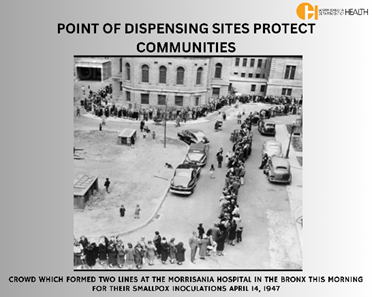 HEALTH
POINT OF DISPENSING SITES PROTECT
COMMUNITIES
CROWD WHICH FORMED TWO LINES AT THE MORRISANIA HOSPITAL IN THE BRONX THIS MORNING
FOR THEIR SMALLPOX INOCULATIONS APRIL 14, 1947